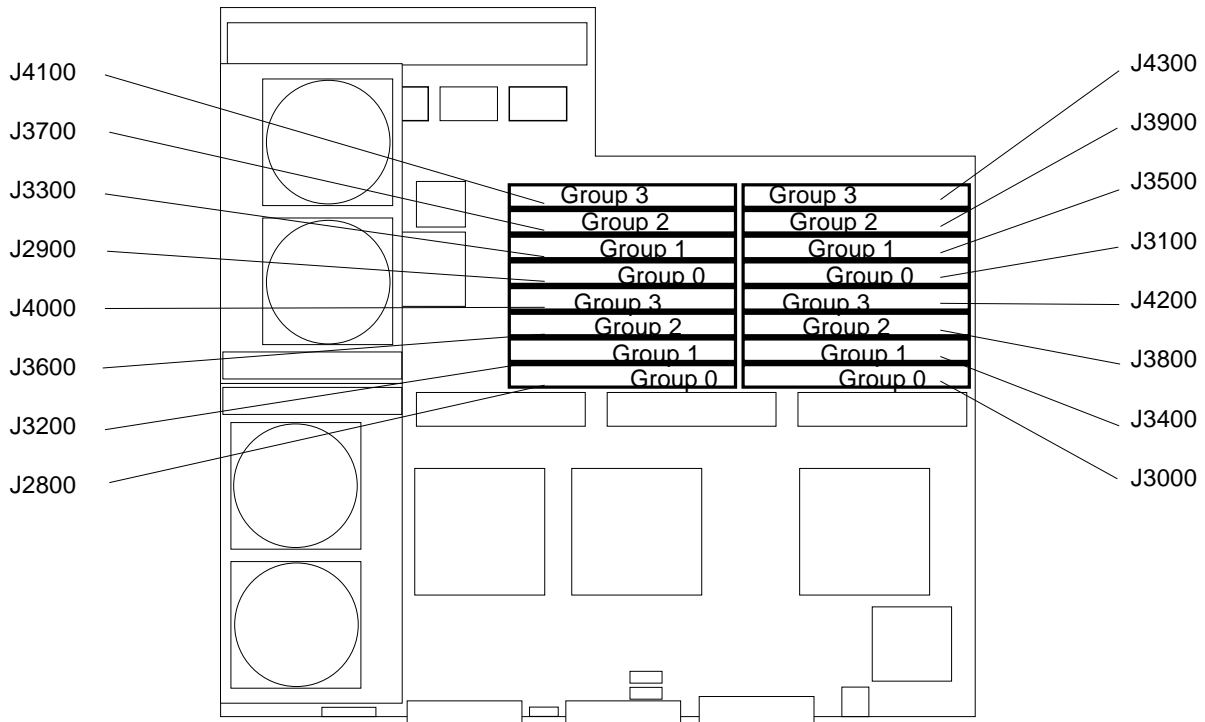 J4100
J3700
J3300
J2900
J4000
J3600
J3200
J2800
Group 3
Group 2
Group 1
Group 0
Group 3
Group 2
Group 1
Group 0
Group 3
Group 2
Group 1
Group 0
Group 3
Group 2
Group 1
Group 0
J4300
J3900
J3500
J3100
J4200
J3800
J3400
J3000